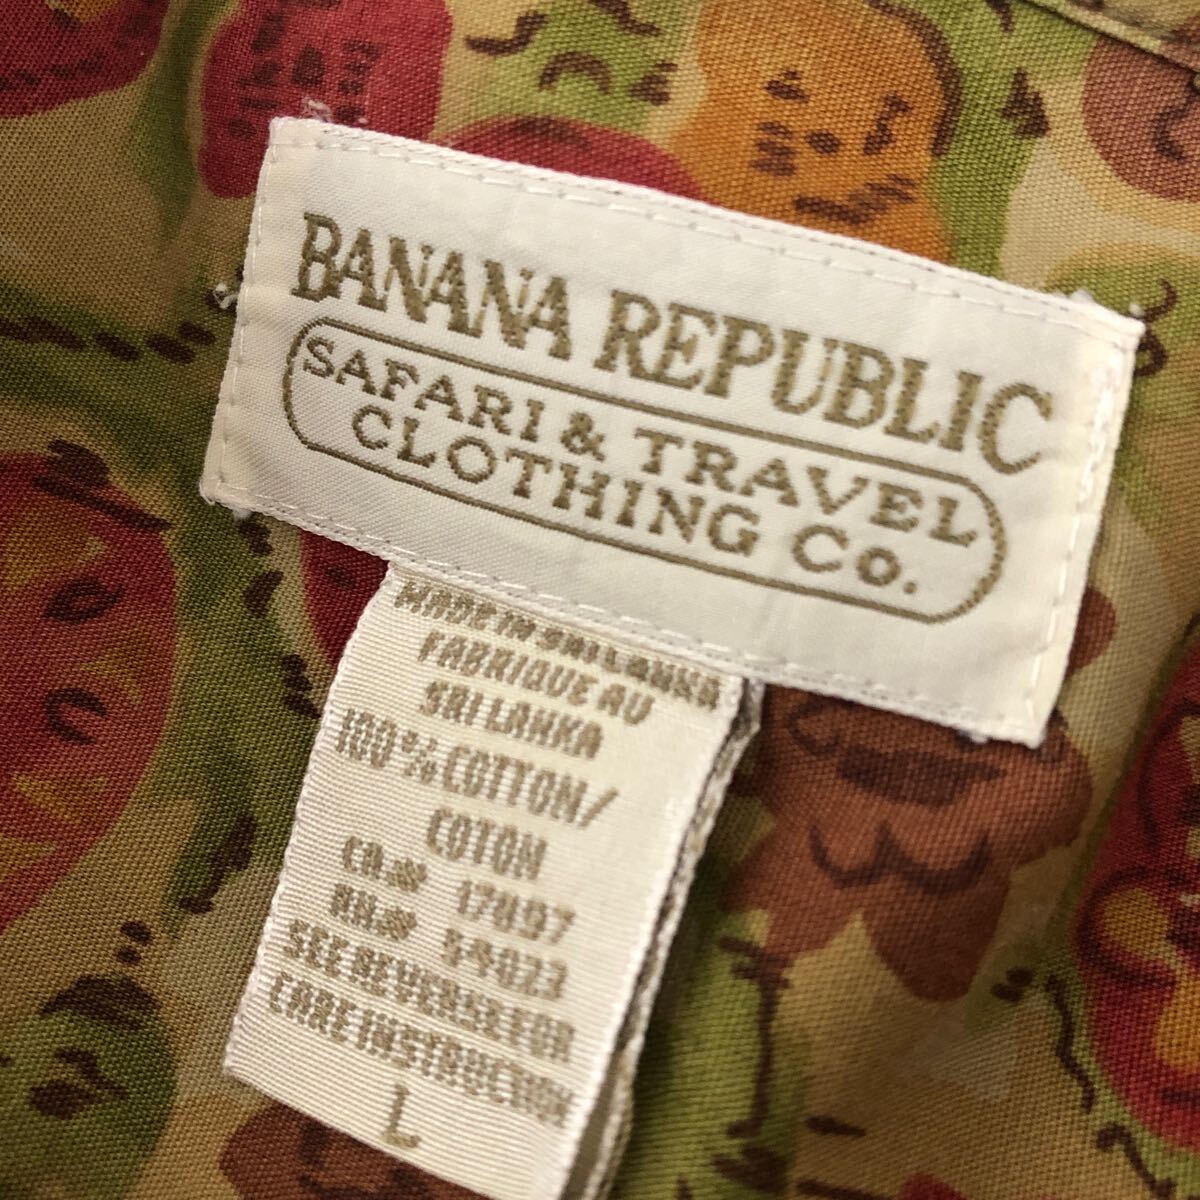 BANANA REPUBLIC
SAFARI & TRAVEL
CLOTHING Co.
MADE IN SRI LANKA
FABRIQUE AU
SRI LANKA
100% COTTON/
COTON
CA# 17897
RN# 54023
SEE REVERSE FOR
CARE INSTRUCTION
L